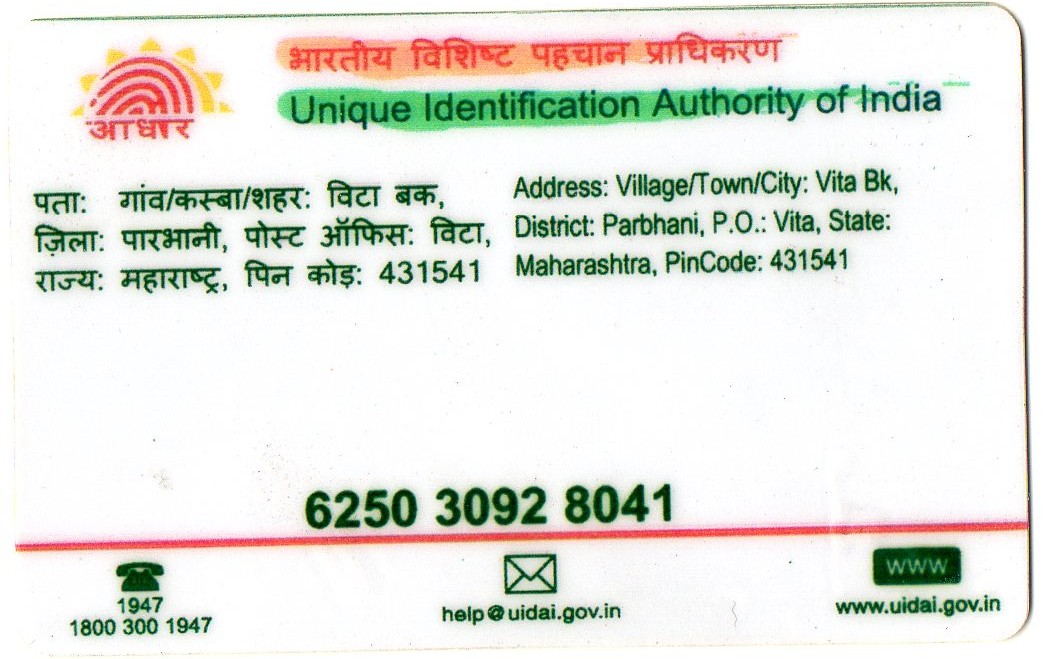 भारतीय विशिष्ट पहचान प्राधिकरण
Unique Identification Authority of India
आधार
पता: गांव/कस्बा/शहर: विटा बक,
ज़िला: पारभानी, पोस्ट ऑफिस: विटा,
राज्य: महाराष्ट्र, पिन कोड़: 431541
Address: Village/Town/City: Vita Bk,
District: Parbhani, P.O.: Vita, State:
Maharashtra, PinCode: 431541
6250 3092 8041
1947
1800 300 1947
help@uidai.gov.in
www
www.uidai.gov.in